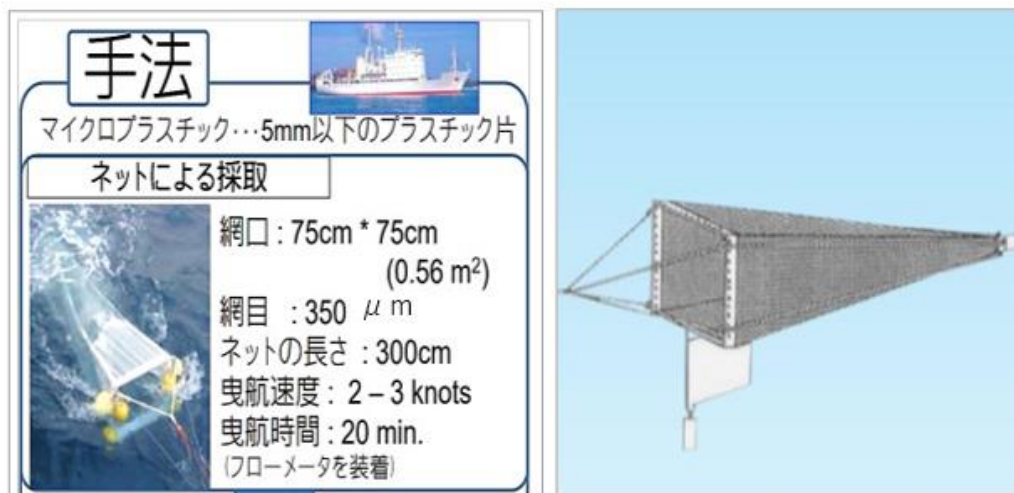 手法
マイクロプラスチック…5mm以下のプラスチック片
ネットによる採取
網口 : 75cm * 75cm
(0.56 m²)
網目 : 350 μm
ネットの長さ : 300cm
曳航速度 : 2 – 3 knots
曳航時間 : 20 min.
(フローメータを装着)